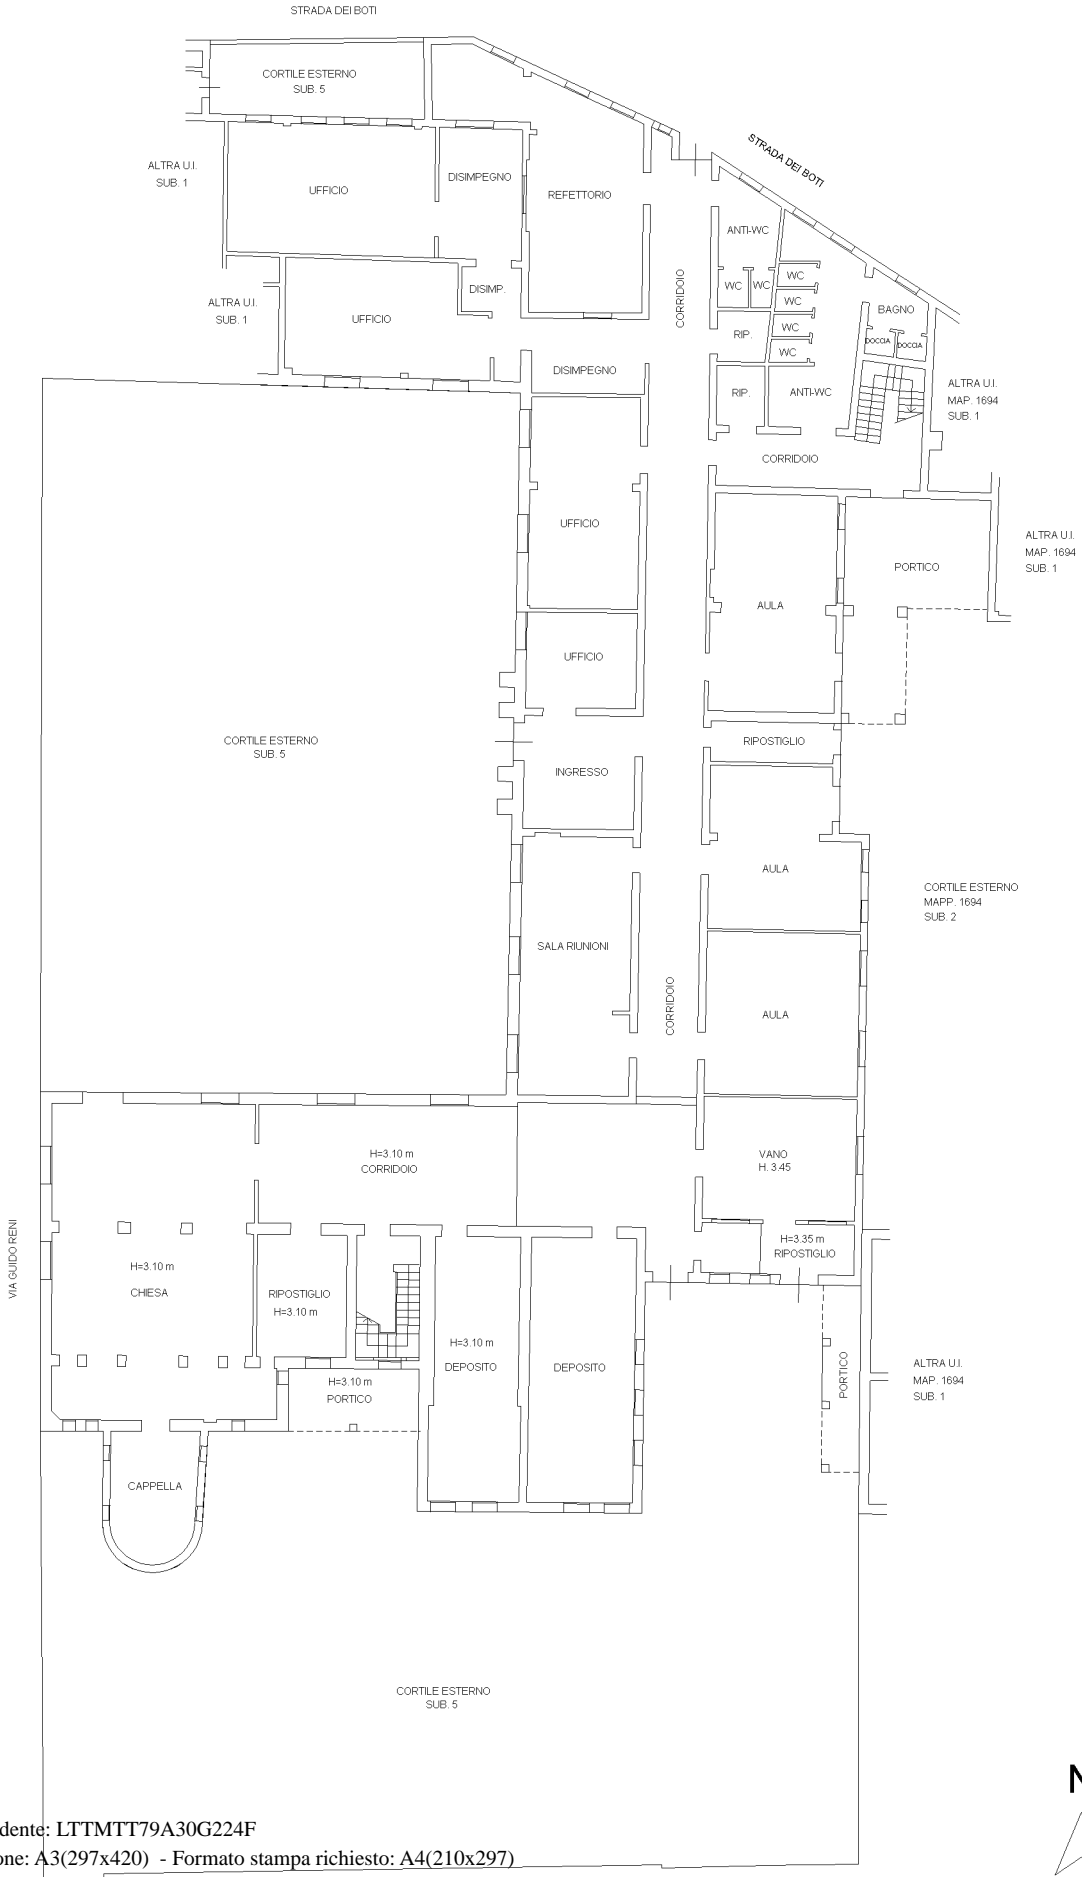 STRADA DEI BOTI
CORTILE ESTERNO
SUB. 5
STRADA DEI BOTI
ALTRA U.I.
SUB. 1
UFFICIO
DISIMPEGNO
REFETTORIO
ANTI-WC
WC
WC
WC
WC
WC
WC
BAGNO
DOCCIA
DOCCIA
CORRIDOIO
DISIMP.
ALTRA U.I.
SUB. 1
UFFICIO
RIP.
DISIMPEGNO
RIP.
ANTI-WC
ALTRA U.I.
MAP. 1694
SUB. 1
CORRIDOIO
UFFICIO
ALTRA U.I.
MAP. 1694
SUB. 1
PORTICO
AULA
UFFICIO
CORTILE ESTERNO
SUB. 5
RIPOSTIGLIO
INGRESSO
AULA
CORTILE ESTERNO
MAPP. 1694
SUB. 2
SALA RIUNIONI
CORRIDOIO
AULA
H=3.10 m
CORRIDOIO
VANO
H. 3.45
VIA GUIDO RENI
H=3.35 m
RIPOSTIGLIO
H=3.10 m
CHIESA
RIPOSTIGLIO
H=3.10 m
H=3.10 m
DEPOSITO
DEPOSITO
PORTICO
ALTRA U.I.
MAP. 1694
SUB. 1
H=3.10 m
PORTICO
CAPPELLA
CORTILE ESTERNO
SUB. 5
N
dente: LTTMTT79A30G224F
one: A3(297x420) - Formato stampa richiesto: A4(210x297)